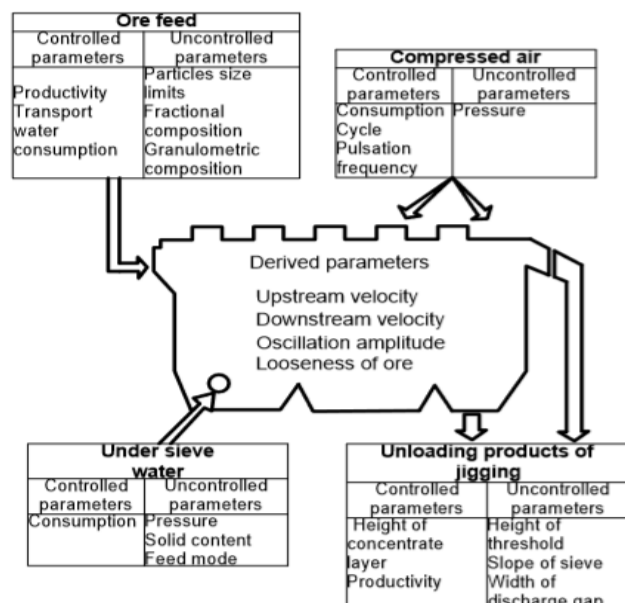 Ore feed
Controlled parameters
Uncontrolled parameters
Productivity
Transport
water
consumption
Particles size
limits
Fractional
composition
Granulometric
composition
Compressed air
Controlled
parameters
Uncontrolled
parameters
Consumption
Cycle
Pulsation
frequency
Pressure
Derived parameters
Upstream velocity
Downstream velocity
Oscillation amplitude
Looseness of ore
Under sieve
water
Controlled
parameters
Uncontrolled
parameters
Consumption
Pressure
Solid content
Feed mode
Unloading products of
jigging
Controlled
parameters
Uncontrolled
parameters
Height of
concentrate
layer
Productivity
Height of
threshold
Slope of sieve
Width of
discharge gap